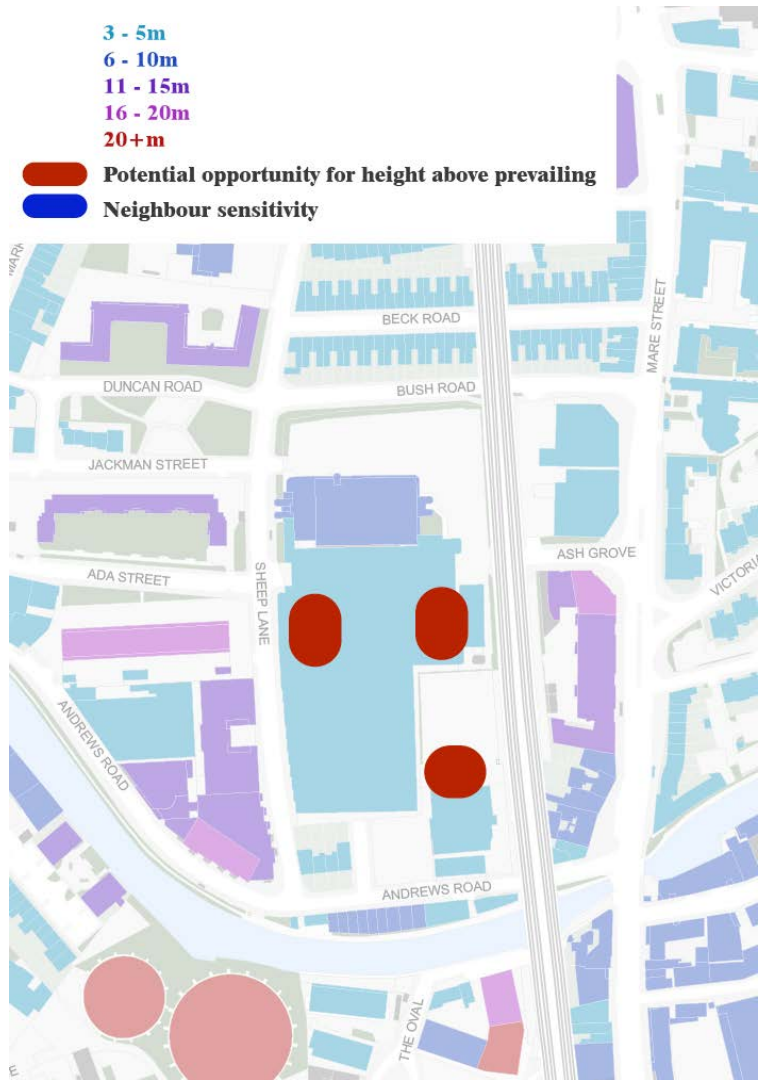 3 - 5m
6 - 10m
11 - 15m
16 - 20m
20+m
Potential opportunity for height above prevailing
Neighbour sensitivity
MARE STREET
BECK ROAD
DUNCAN ROAD
BUSH ROAD
JACKMAN STREET
ASH GROVE
ADA STREET
SHEEP LANE
ANDREWS ROAD
ANDREWS ROAD
THE OVAL